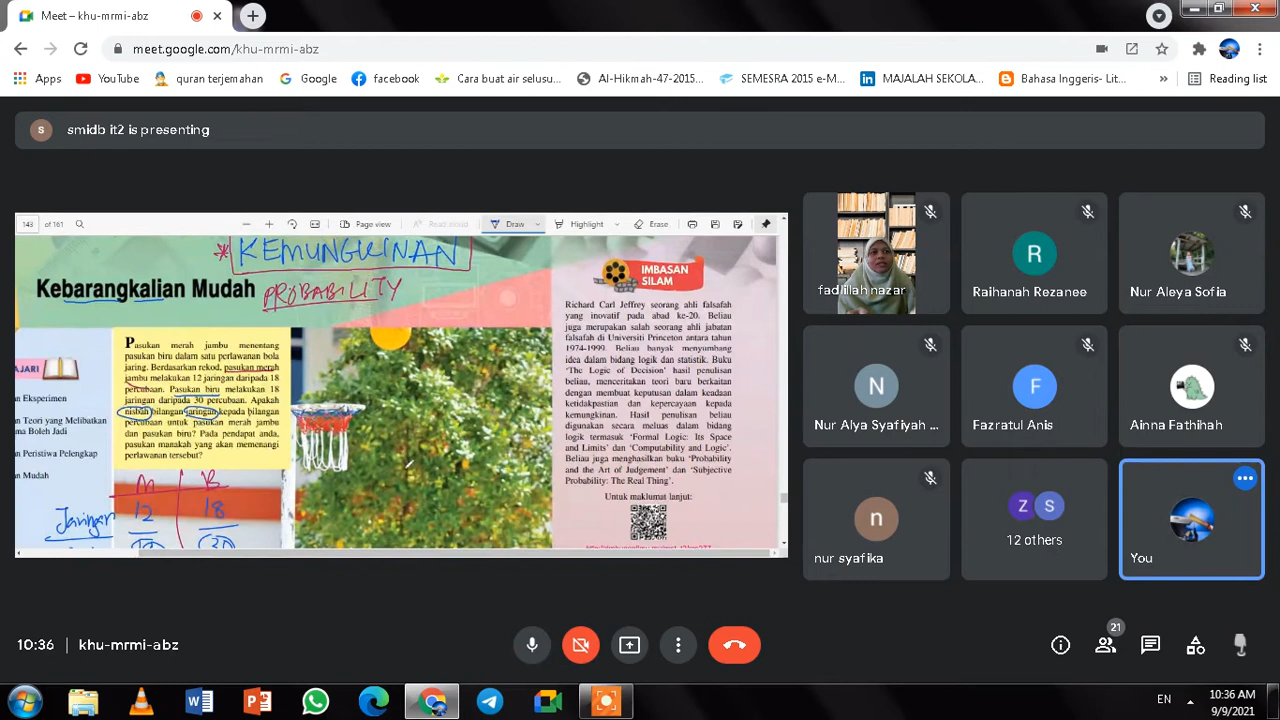 Meet – khu-mrmi-abz
meet.google.com/khu-mrmi-abz
Apps
YouTube
quran terjemahan
Google
facebook
Cara buat air selusu...
Al-Hikmah-47-2015...
SEMESRA 2015 e-M...
MAJALAH SEKOLA...
Bahasa Inggeris- Lit...
»
Reading list
s
smidb it2 is presenting
143 of 161
Page view
Read aloud
Draw
Highlight
Erase
*KEMUNGKINAN
Kebarangkalian Mudah
PROBABILITY
IMBASAN
SILAM
AJARI
an Eksperimen
an Teori yang Melibatkan
ma Boleh Jadi
an Peristiwa Pelengkap
an Mudah
Pasukan merah jambu menentang
pasukan biru dalam satu perlawanan bola
jaring. Berdasarkan rekod, pasukan merah
jambu melakukan 12 jaringan daripada 18
percubaan. Pasukan biru melakukan 18
jaringan daripada 30 percubaan. Apakah
nisbah bilangan jaringan kepada bilangan
percubaan untuk pasukan merah jambu
dan pasukan biru? Pada pendapat anda,
pasukan manakah yang akan memenangi
perlawanan tersebut?
M B
Jaringan 12 18
30
Richard Carl Jeffrey seorang ahli falsafah
yang inovatif pada abad ke-20. Beliau
juga merupakan salah seorang ahli jabatan
falsafah di Universiti Princeton antara tahun
1974-1999. Beliau banyak menyumbang
idea dalam bidang logik dan statistik. Buku
'The Logic of Decision' hasil penulisan
beliau, menceritakan teori baru berkaitan
dengan membuat keputusan dalam keadaan
ketidakpastian dan kepercayaan kepada
kemungkinan. Hasil penulisan beliau
digunakan secara meluas dalam bidang
logik termasuk 'Formal Logic: Its Space
and Limits' dan 'Computability and Logic'.
Beliau juga menghasilkan buku 'Probability
and the Art of Judgement' dan 'Subjective
Probability: The Real Thing'.
Untuk maklumat lanjut:
fadlillah nazar
R
Raihanah Rezanee
Nur Aleya Sofia
N
Nur Alya Syafiyah ...
F
Fazratul Anis
Ainna Fathihah
n
nur syafika
Z S
12 others
You
10:36 | khu-mrmi-abz
21
EN
10:36 AM
9/9/2021